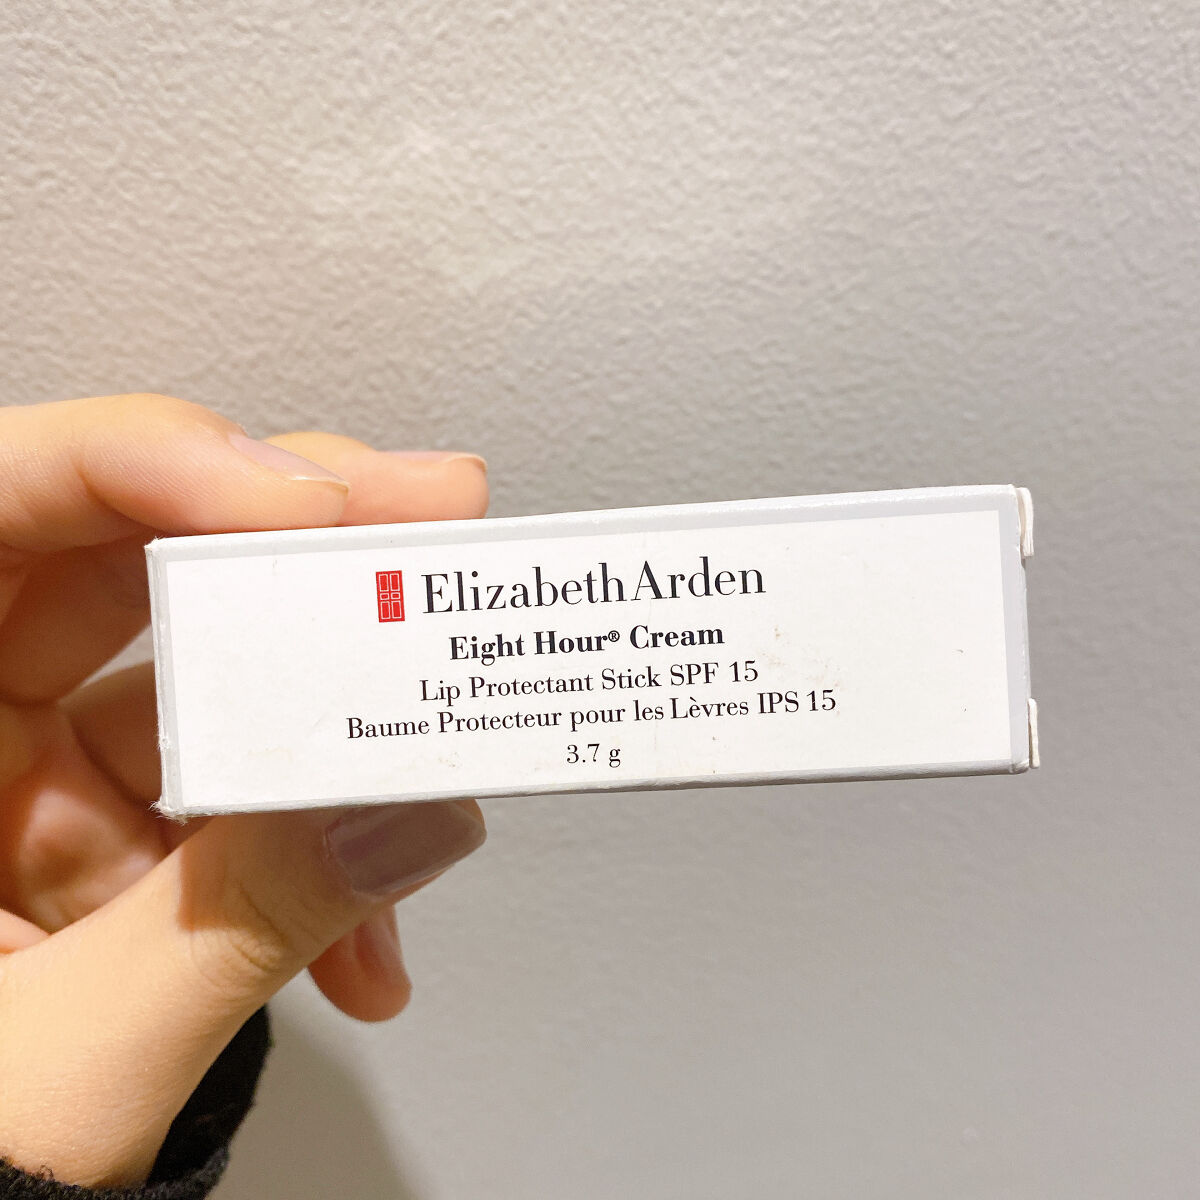 Elizabeth Arden
Eight Hour® Cream
Lip Protectant Stick SPF 15
Baume Protecteur pour les Lèvres IPS 15
3.7 g